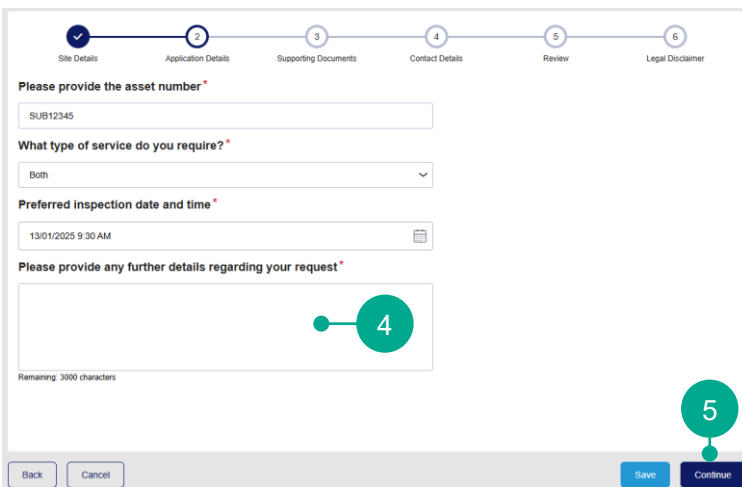 2 3 4 5 6
Site Details Application Details Supporting Documents Contact Details Review Legal Disclaimer
Please provide the asset number*
SUB12345
What type of service do you require?*
Both
Preferred inspection date and time*
13/01/2025 9:30 AM
Please provide any further details regarding your request*
4
Remaining: 3000 characters
5
Back Cancel Save Continue